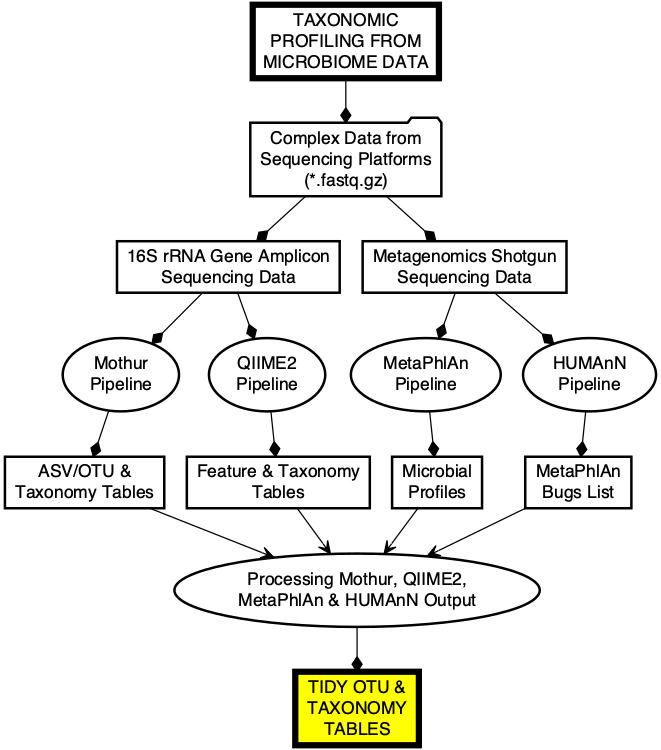 TAXONOMIC
PROFILING FROM
MICROBIOME DATA
Complex Data from
Sequencing Platforms
(*.fastq.gz)
16S rRNA Gene Amplicon
Sequencing Data
Metagenomics Shotgun
Sequencing Data
Mothur
Pipeline
QIIME2
Pipeline
MetaPhlAn
Pipeline
HUMAnN
Pipeline
ASV/OTU &
Taxonomy Tables
Feature & Taxonomy
Tables
Microbial
Profiles
MetaPhlAn
Bugs List
Processing Mothur, QIIME2,
MetaPhlAn & HUMAnN Output
TIDY OTU &
TAXONOMY
TABLES